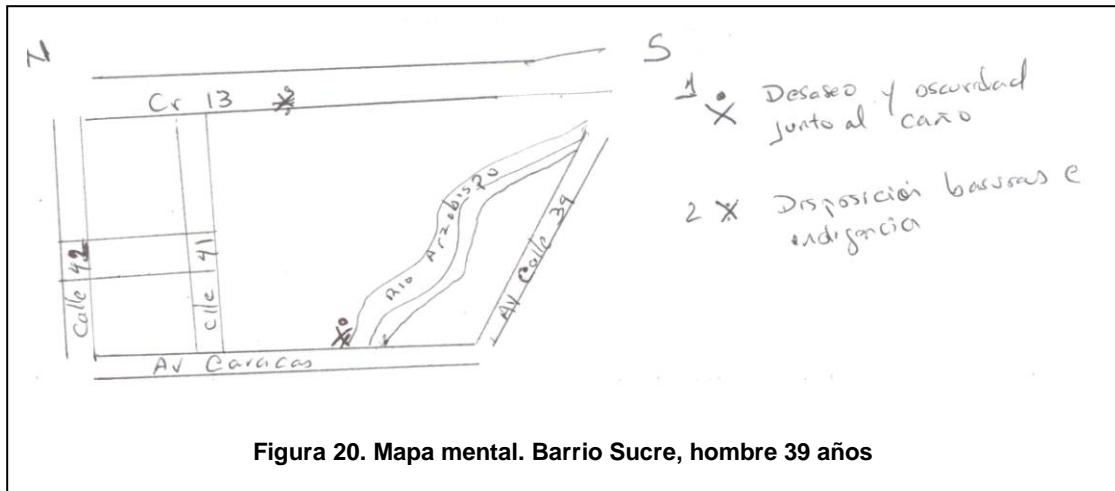 N
S
Cr 13
1 Desaseo y oscuridad
junto al caño
2 Disposición basuras e
indigencia
Calle 42
Clle 41
Rio Arzobispo
AV Calle 39
Av Caracas
Figura 20. Mapa mental. Barrio Sucre, hombre 39 años